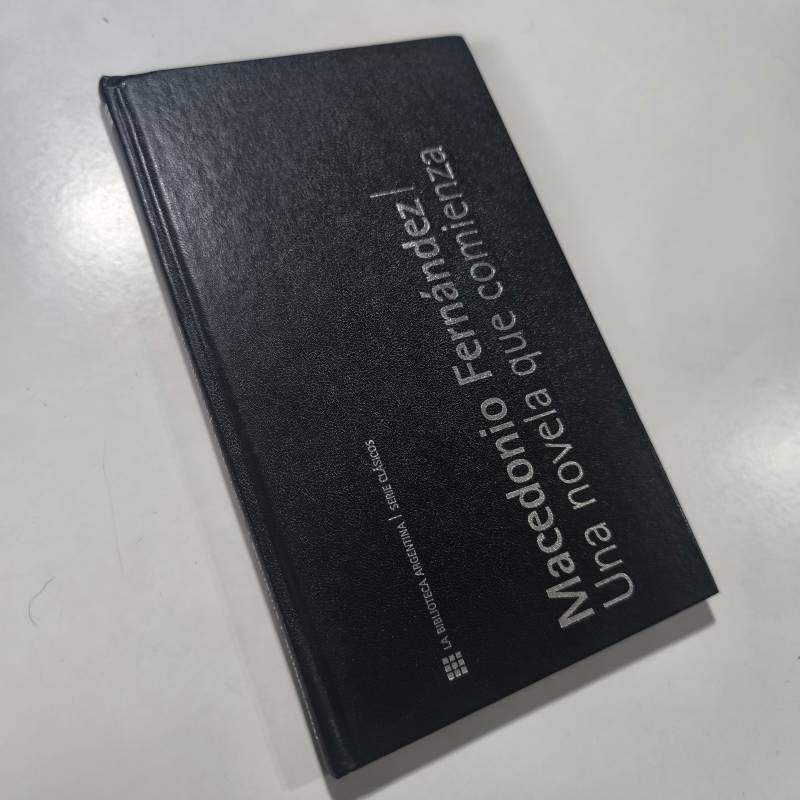 LA BIBLIOTECA ARGENTINA | SERIE CLÁSICOS
Macedonio Fernández |
Una novela que comienza